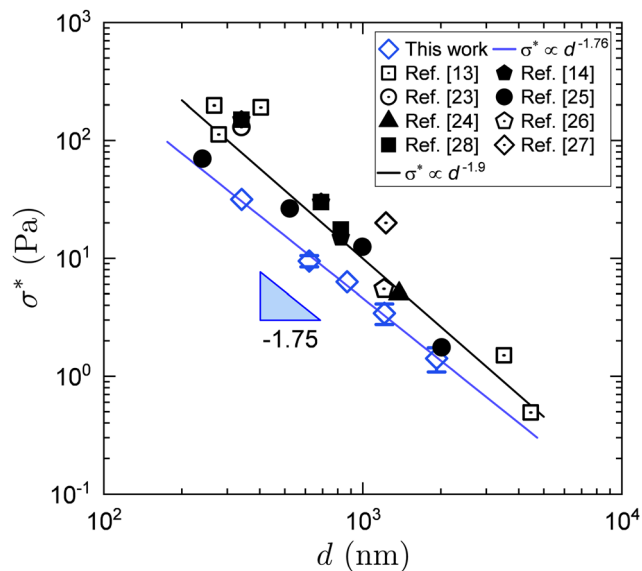 10³
10²
10¹
10⁰
10⁻¹
σ* (Pa)
This work
σ* ∝ d⁻¹·⁷⁶
Ref. [13]
Ref. [14]
Ref. [23]
Ref. [25]
Ref. [24]
Ref. [26]
Ref. [28]
Ref. [27]
σ* ∝ d⁻¹·⁹
-1.75
10²
10³
10⁴
d (nm)